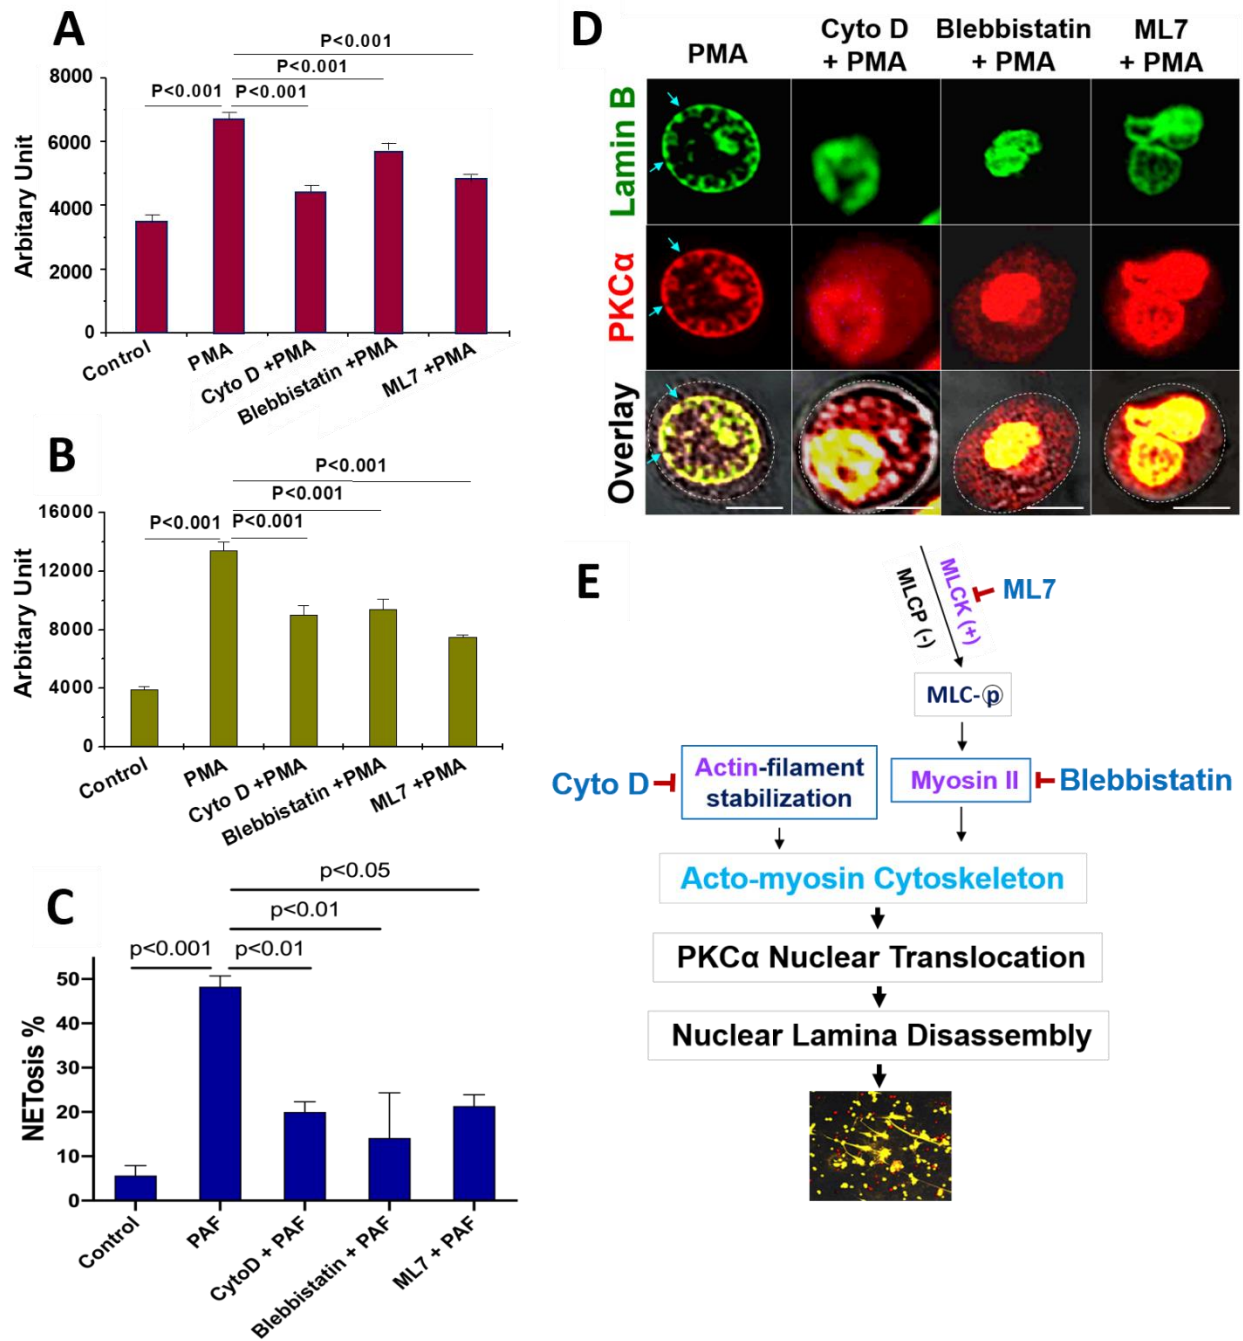 A
P<0.001
P<0.001
P<0.001 P<0.001
8000
6000
4000
2000
0
Arbitary Unit
Control
PMA
Cyto D +PMA
Blebbistatin +PMA
ML7 +PMA
B
P<0.001
P<0.001
P<0.001 P<0.001
16000
12000
8000
4000
0
Arbitary Unit
Control
PMA
Cyto D +PMA
Blebbistatin +PMA
ML7 +PMA
C
p<0.05
p<0.01
p<0.001 p<0.01
50
40
30
20
10
0
NETosis %
Control
PAF
CytoD + PAF
Blebbistatin + PAF
ML7 + PAF
D
PMA
Cyto D
+ PMA
Blebbistatin
+ PMA
ML7
+ PMA
Lamin B
PKCα
Overlay
E
MLCP (-)
MLCK (+)
ML7
MLC-p
Cyto D
Actin-filament
stabilization
Myosin II
Blebbistatin
Acto-myosin Cytoskeleton
PKCα Nuclear Translocation
Nuclear Lamina Disassembly